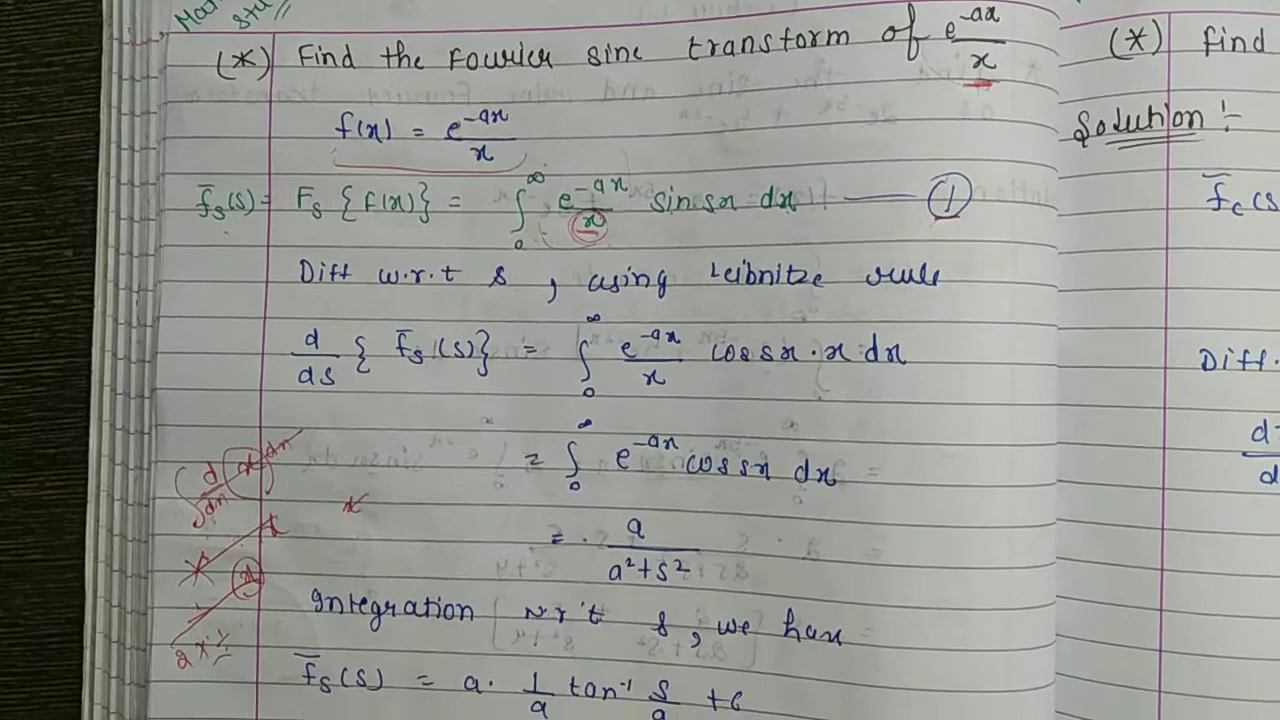 (*) Find the Fourier sine transform of e^-ax / x
f(x) = e^-ax / x
f̄s(s) = Fs {f(x)} = ∫₀^∞ e^-ax / x sin sx dx —— ①
Diff w.r.t s , using Leibnitze rule
d/ds { f̄s(s)} = ∫₀^∞ e^-ax / x cos sx · x dx
= ∫₀^∞ e^-ax cos sx dx
= · a / a²+s²
Integration w.r.t s, we have
f̄s(s) = a · 1/a tan⁻¹ s/a + c
(*) find
Solution :-
f̄c (s
Diff.
d
d